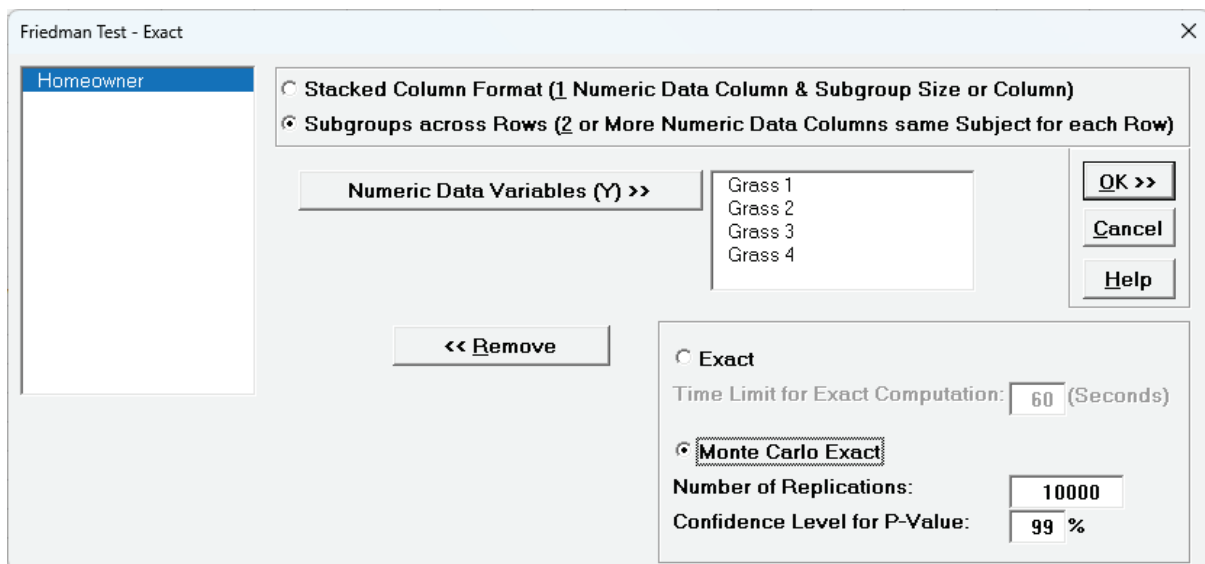 Friedman Test - Exact
Homeowner
Stacked Column Format (1 Numeric Data Column & Subgroup Size or Column)
Subgroups across Rows (2 or More Numeric Data Columns same Subject for each Row)
Numeric Data Variables (Y) >>
Grass 1
Grass 2
Grass 3
Grass 4
OK >>
Cancel
Help
<< Remove
Exact
Time Limit for Exact Computation: 60 (Seconds)
Monte Carlo Exact
Number of Replications: 10000
Confidence Level for P-Value: 99 %